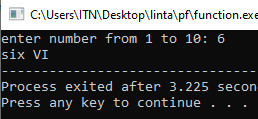 C:\Users\ITN\Desktop\linta\pf\function.exe
enter number from 1 to 10: 6
six VI
--------------------------------
Process exited after 3.225 secon
Press any key to continue . . .